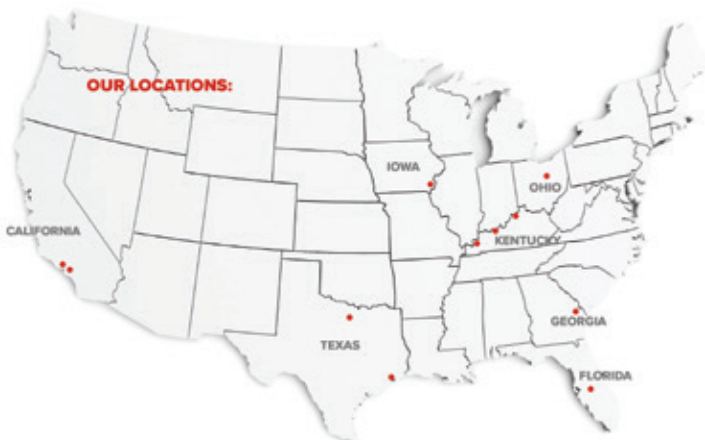 OUR LOCATIONS:
IOWA
OHIO
CALIFORNIA
KENTUCKY
GEORGIA
TEXAS
FLORIDA